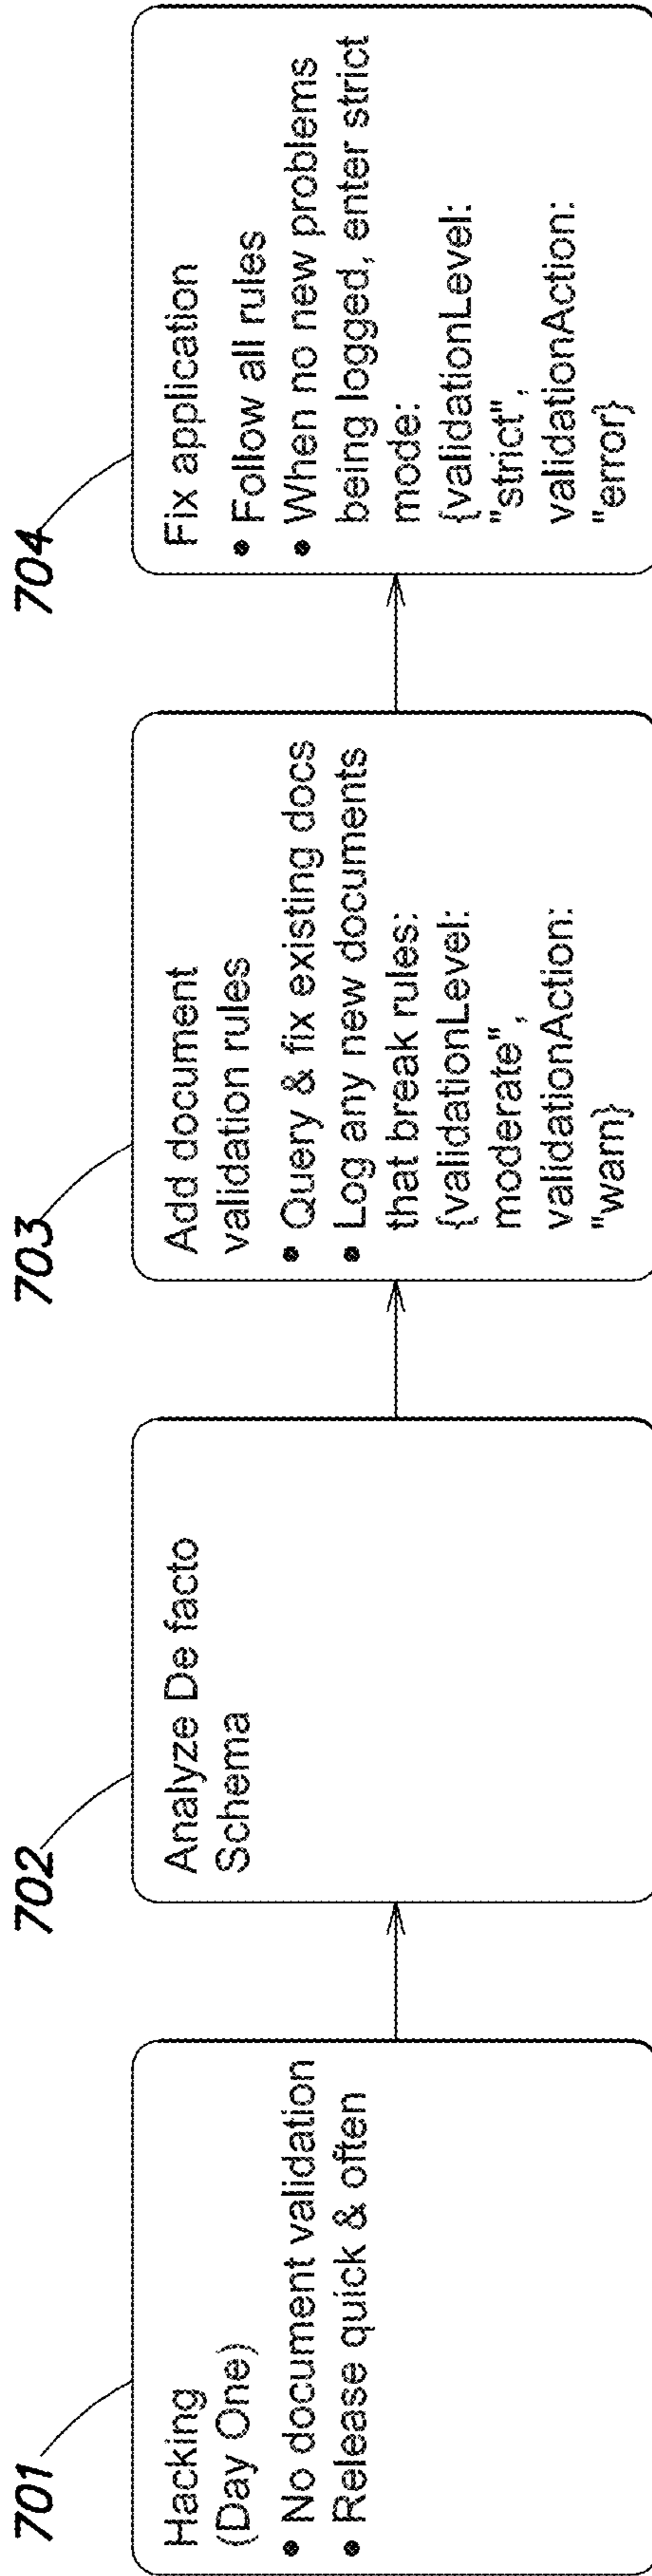 701
Hacking
(Day One)
• No document validation
• Release quick & often
702
Analyze De facto
Schema
703
Add document
validation rules
• Query & fix existing docs
• Log any new documents
that break rules:
{validationLevel:
moderate",
validationAction:
"warn}
704
Fix application
• Follow all rules
• When no new problems
being logged, enter strict
mode:
{validationLevel:
"strict",
validationAction:
"error}